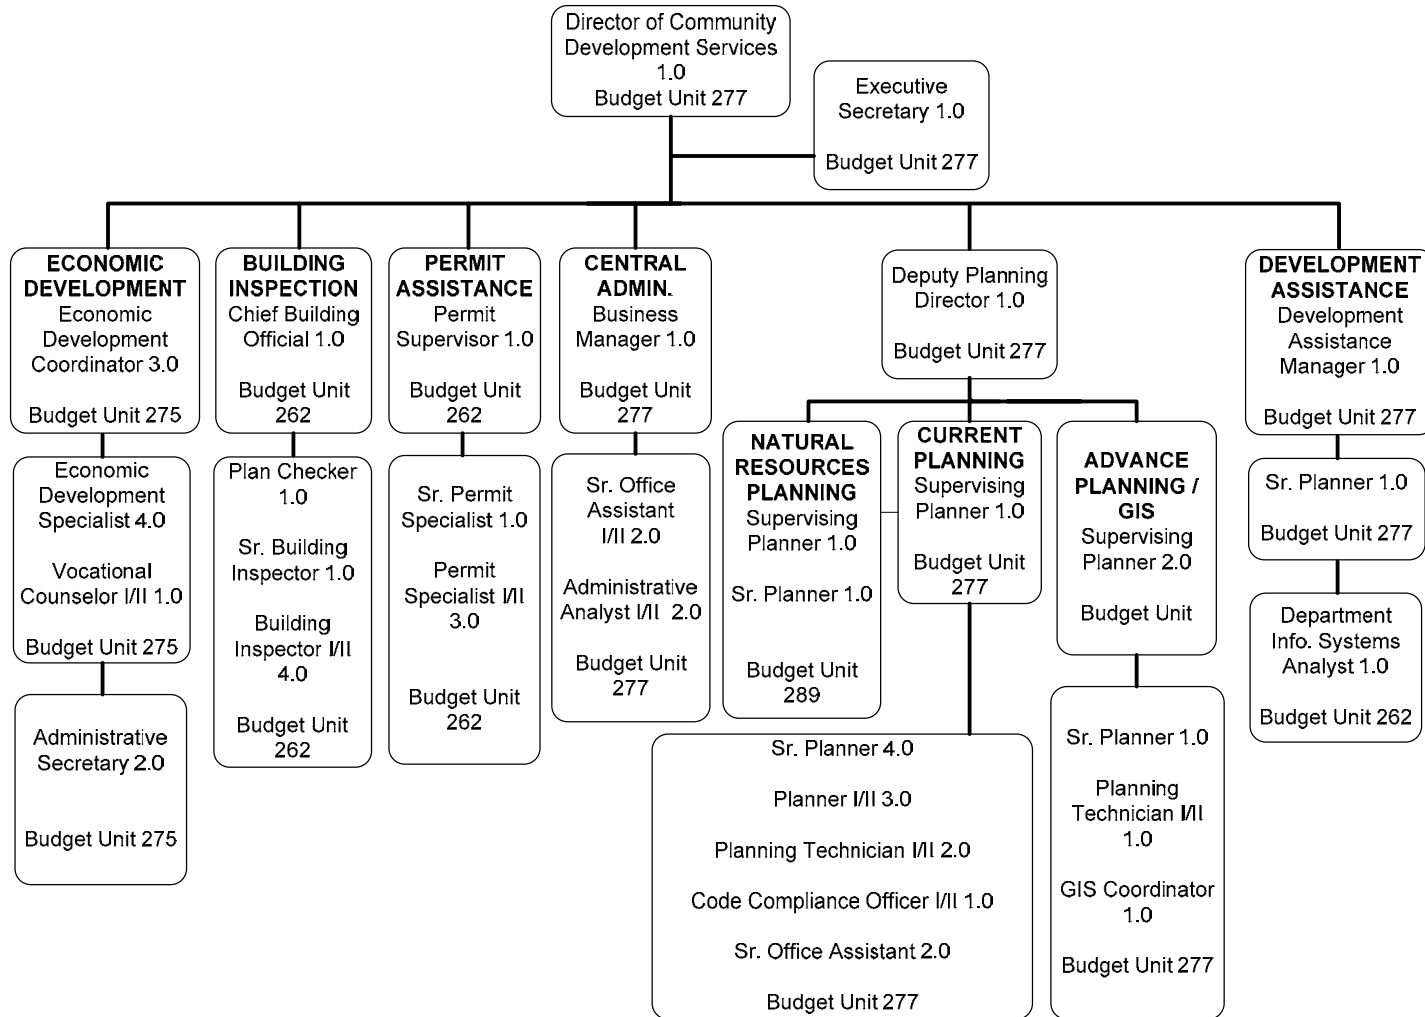 Director of Community
Development Services
1.0
Budget Unit 277
Executive
Secretary 1.0
Budget Unit 277
ECONOMIC
DEVELOPMENT
Economic
Development
Coordinator 3.0
Budget Unit 275
BUILDING
INSPECTION
Chief Building
Official 1.0
Budget Unit
262
PERMIT
ASSISTANCE
Permit
Supervisor 1.0
Budget Unit
262
CENTRAL
ADMIN.
Business
Manager 1.0
Budget Unit
277
Deputy Planning
Director 1.0
Budget Unit 277
DEVELOPMENT
ASSISTANCE
Development
Assistance
Manager 1.0
Budget Unit 277
Economic
Development
Specialist 4.0
Vocational
Counselor I/II 1.0
Budget Unit 275
Plan Checker
1.0
Sr. Building
Inspector 1.0
Building
Inspector I/II
4.0
Budget Unit
262
Sr. Permit
Specialist 1.0
Permit
Specialist I/II
3.0
Budget Unit
262
Sr. Office
Assistant
I/II 2.0
Administrative
Analyst I/II 2.0
Budget Unit
277
NATURAL
RESOURCES
PLANNING
Supervising
Planner 1.0
Sr. Planner 1.0
Budget Unit
289
CURRENT
PLANNING
Supervising
Planner 1.0
Budget Unit
277
ADVANCE
PLANNING /
GIS
Supervising
Planner 2.0
Budget Unit
Sr. Planner 1.0
Budget Unit 277
Department
Info. Systems
Analyst 1.0
Budget Unit 262
Administrative
Secretary 2.0
Budget Unit 275
Sr. Planner 4.0
Planner I/II 3.0
Planning Technician I/II 2.0
Code Compliance Officer I/II 1.0
Sr. Office Assistant 2.0
Budget Unit 277
Sr. Planner 1.0
Planning
Technician I/II
1.0
GIS Coordinator
1.0
Budget Unit 277